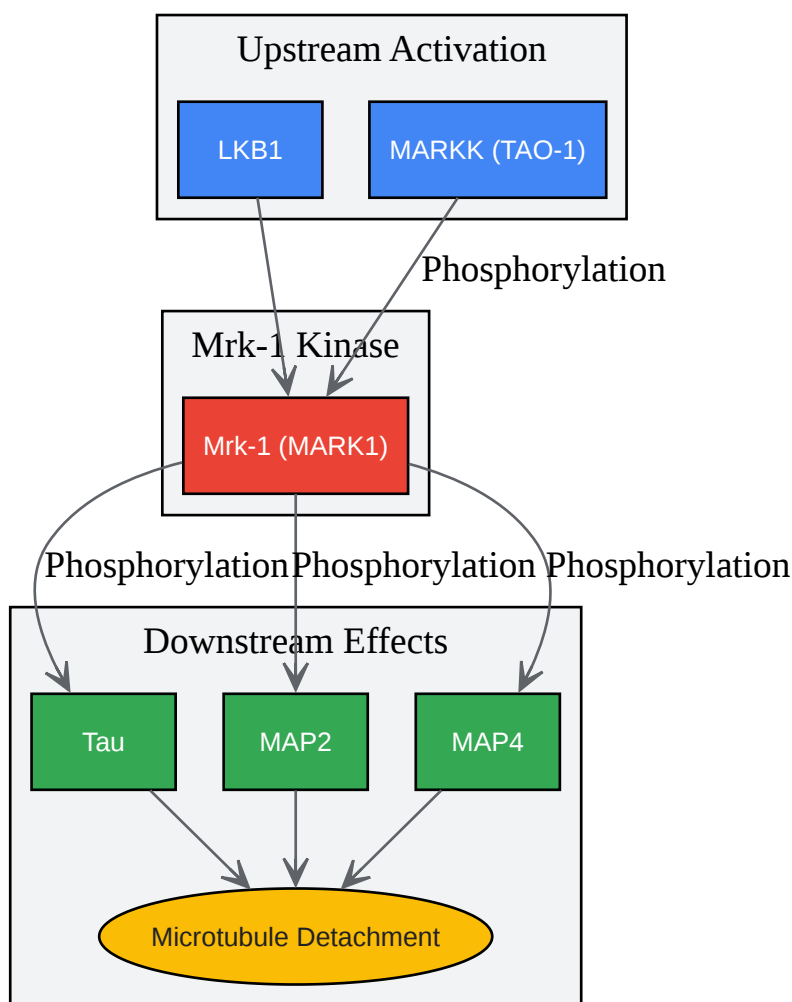 Upstream Activation
LKB1
MARKK (TAO-1)
Phosphorylation
Mrk-1 Kinase
Mrk-1 (MARK1)
Phosphorylation
Phosphorylation
Phosphorylation
Downstream Effects
Tau
MAP2
MAP4
Microtubule Detachment